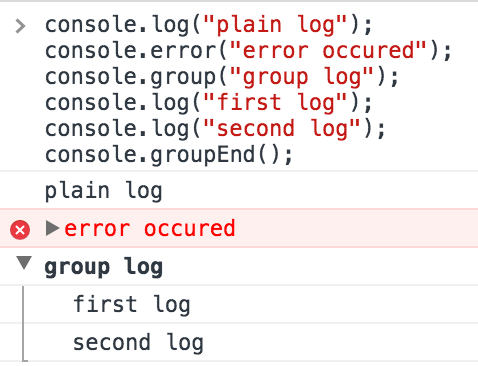 console.log("plain log");
console.error("error occured");
console.group("group log");
console.log("first log");
console.log("second log");
console.groupEnd();
plain log
error occured
group log
first log
second log